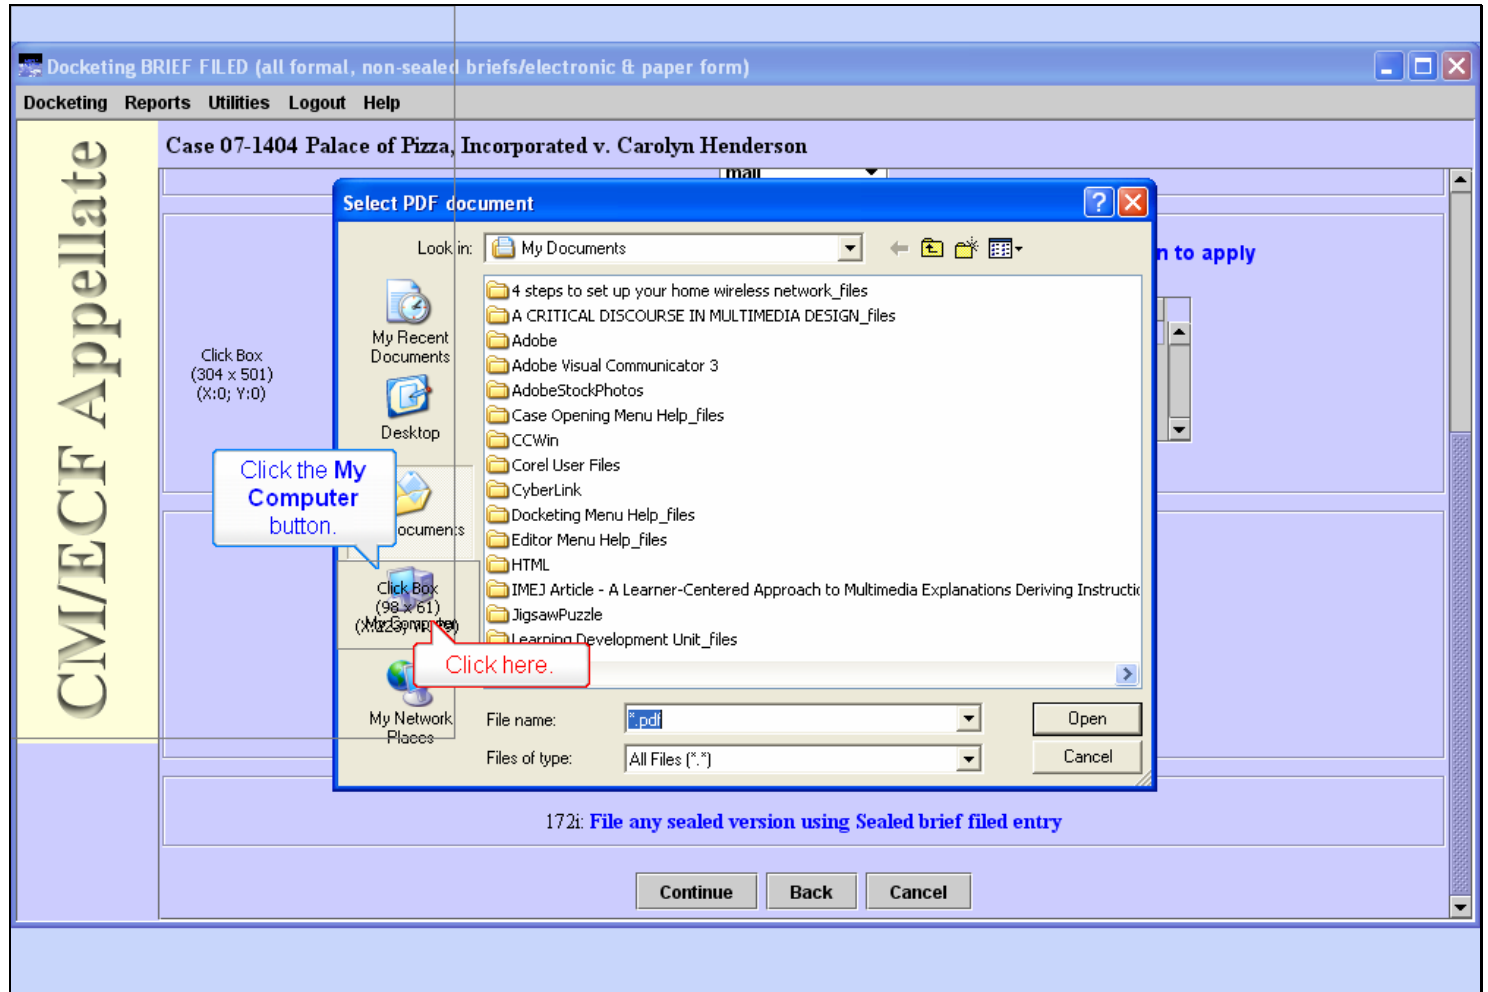 Docketing BRIEF FILED (all formal, non-sealed briefs/electronic & paper form)
Docketing Reports Utilities Logout Help
CM/ECF Appellate
Case 07-1404 Palace of Pizza, Incorporated v. Carolyn Henderson
mail
Select PDF document
Look in: My Documents
n to apply
My Recent
Documents
Desktop
ocuments
My Computer
My Network
Places
4 steps to set up your home wireless network_files
A CRITICAL DISCOURSE IN MULTIMEDIA DESIGN_files
Adobe
Adobe Visual Communicator 3
AdobeStockPhotos
Case Opening Menu Help_files
CCWin
Corel User Files
CyberLink
Docketing Menu Help_files
Editor Menu Help_files
HTML
IMEJ Article - A Learner-Centered Approach to Multimedia Explanations Deriving Instructic
JigsawPuzzle
Learning Development Unit_files
Click Box
(304 x 501)
(X:0; Y:0)
Click the My
Computer
button.
Click Box
(98 x 61)
Click here.
File name: *.pdf Open
Files of type: All Files (*.*) Cancel
172i: File any sealed version using Sealed brief filed entry
Continue Back Cancel